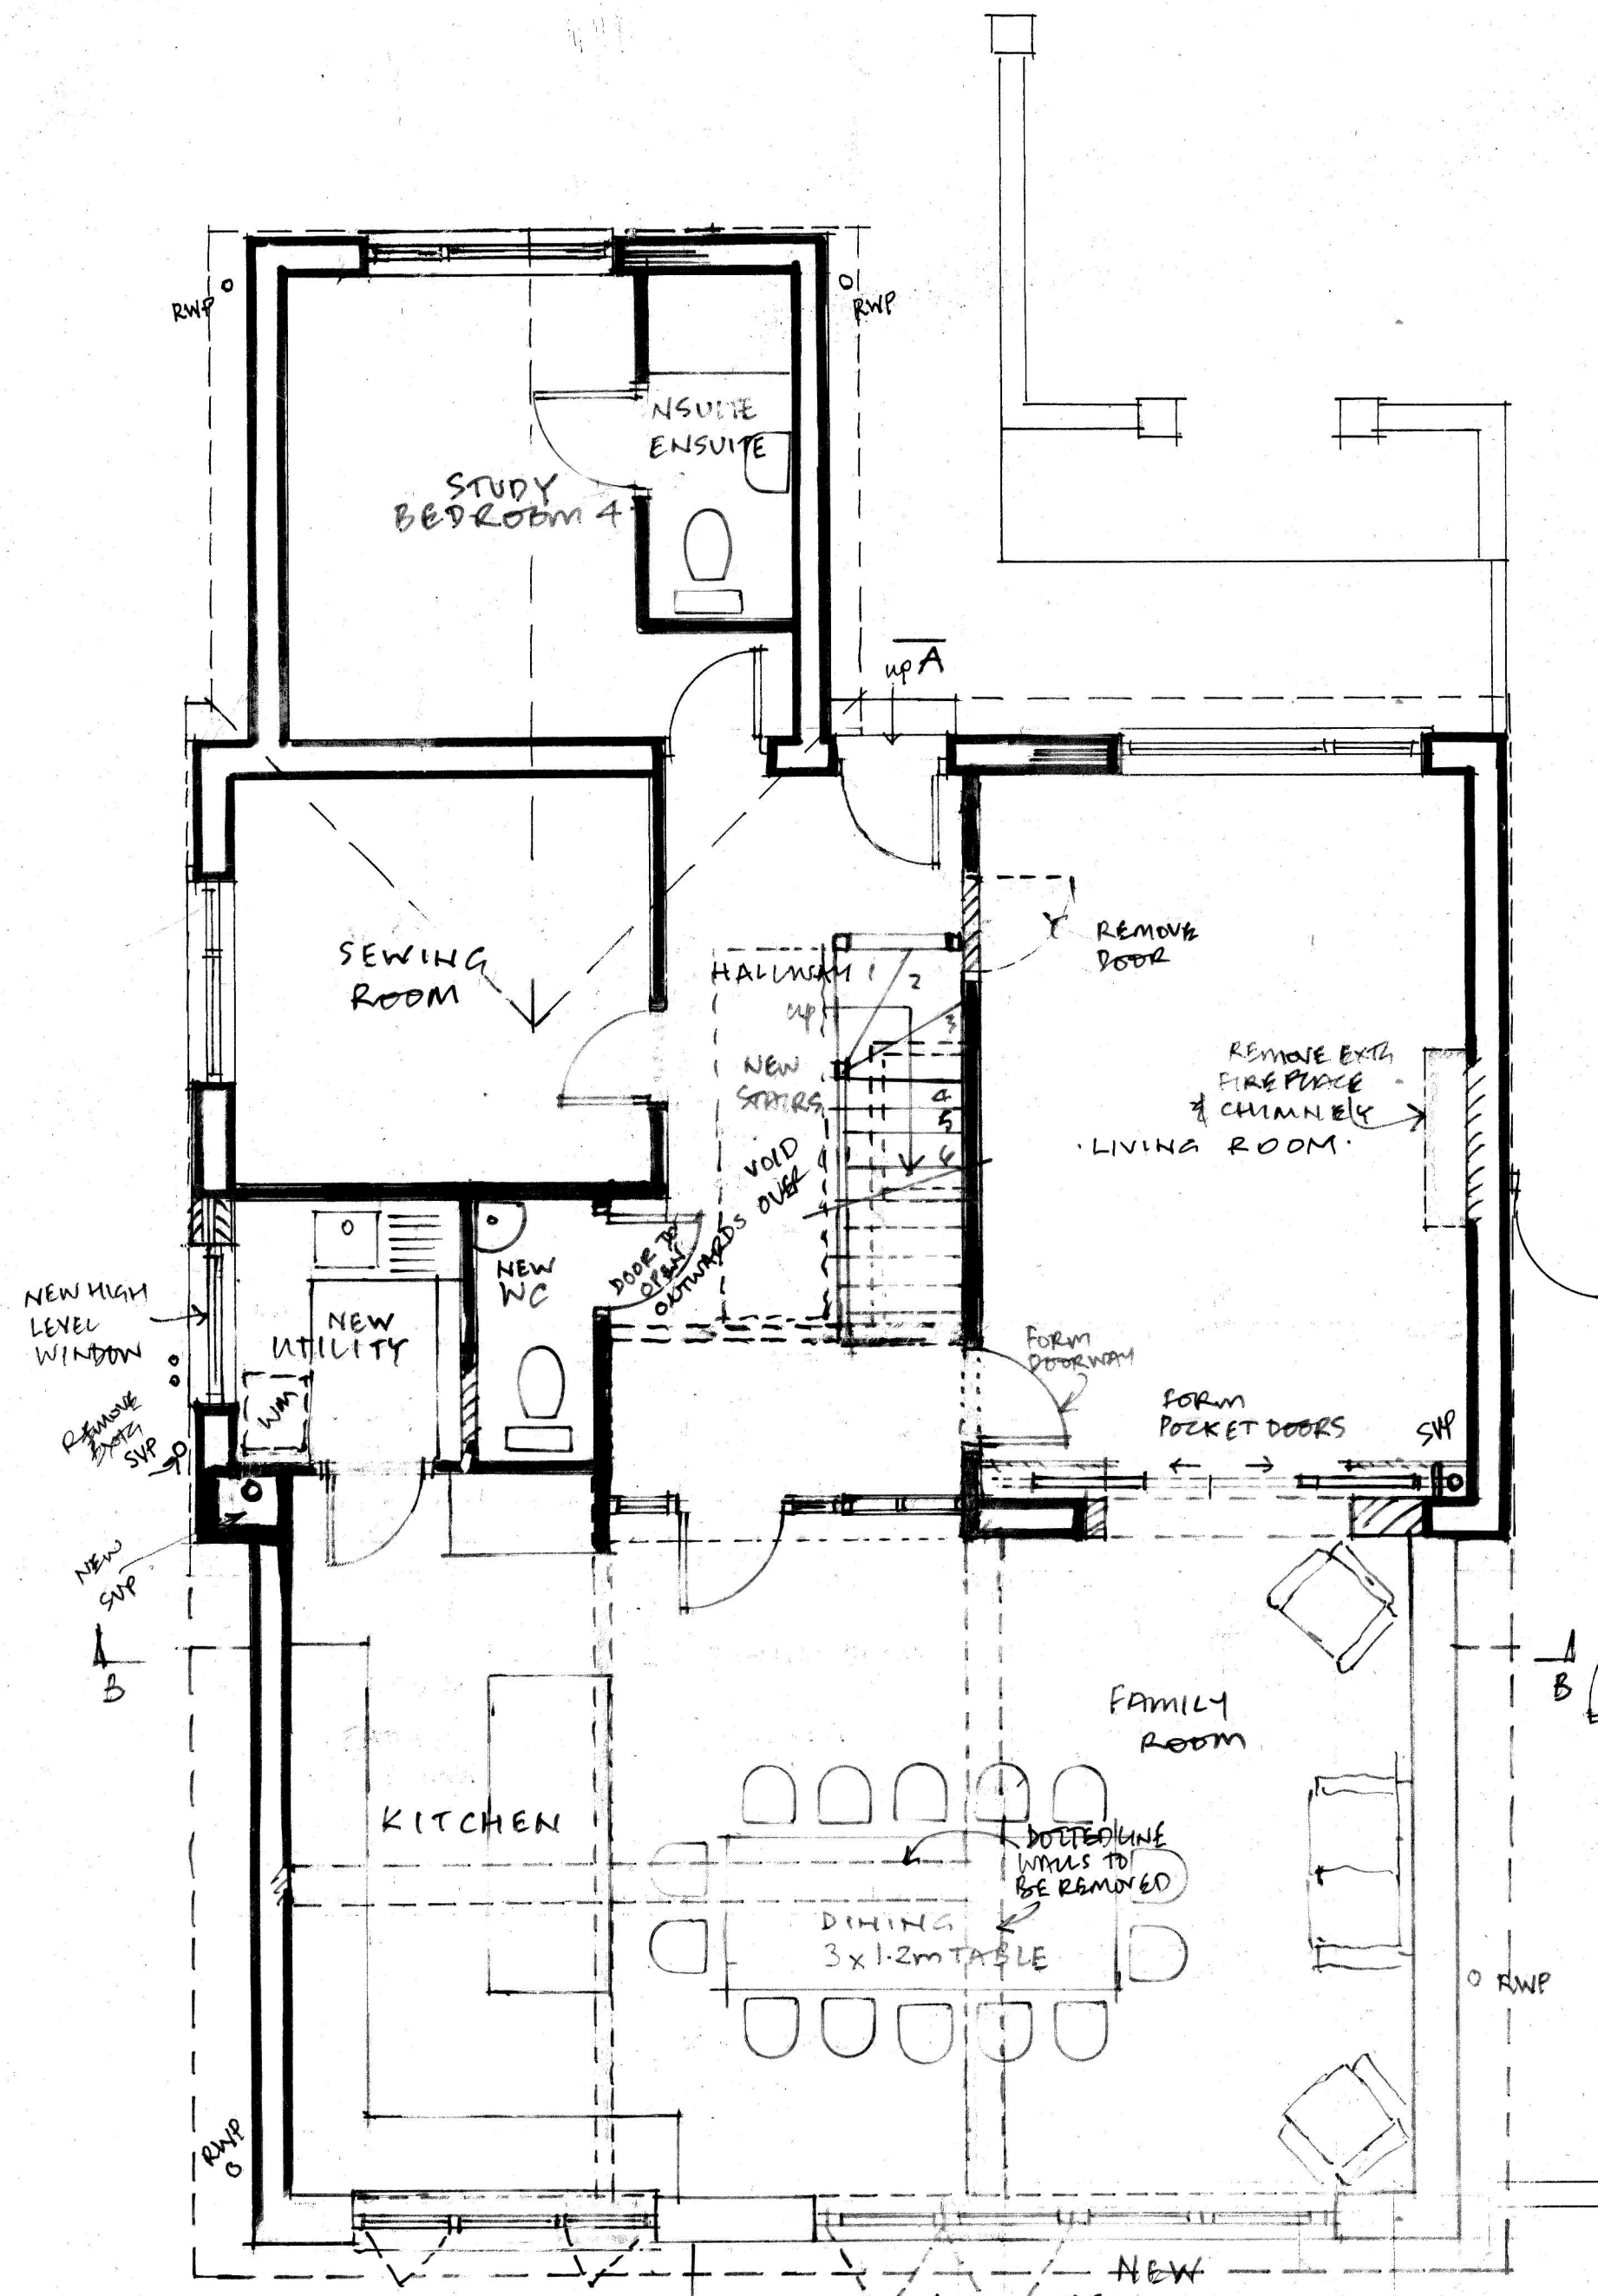 RWP
RWP
NSUITE
ENSUITE
STUDY
BEDROOM 4
up A
SEWING
ROOM
HALLWAY
1
2
3
up
NEW
STAIRS
4
5
6
VOID
OVER
REMOVE
DOOR
REMOVE EXTG
FIREPLACE
& CHIMNEY
LIVING ROOM
DOOR TO
OPEN
OUTWARDS
NEW
WC
NEW HIGH
LEVEL
WINDOW
NEW
UTILITY
WM
REMOVE
EXTG
SVP
FORM
DOORWAY
FORM
POCKET DOORS
SVP
NEW
SVP
B
B
FAMILY
ROOM
KITCHEN
DOTTED LINE
WALLS TO
BE REMOVED
DINING
3 x 1.2m TABLE
RWP
RWP
NEW